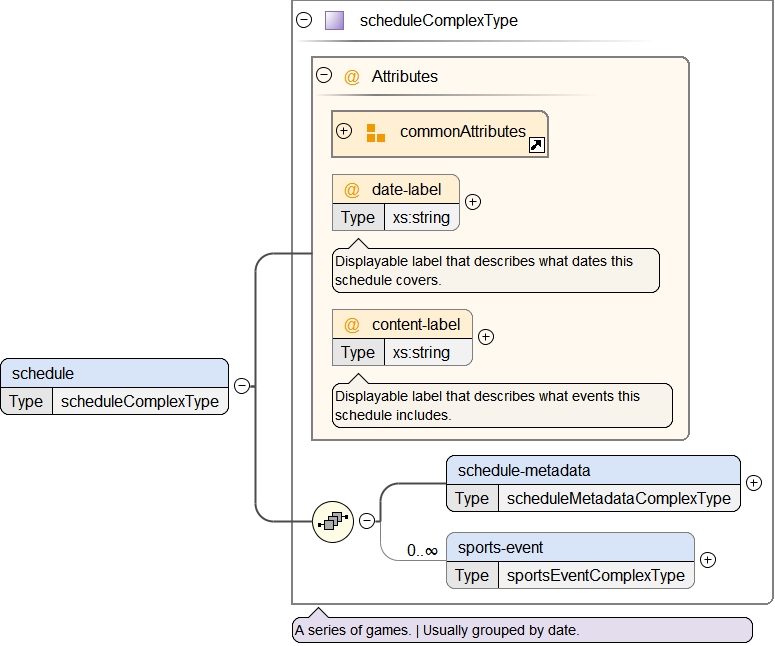 scheduleComplexType
@ Attributes
commonAttributes
@ date-label
Type xs:string
Displayable label that describes what dates this
schedule covers.
@ content-label
Type xs:string
Displayable label that describes what events this
schedule includes.
schedule
Type scheduleComplexType
schedule-metadata
Type scheduleMetadataComplexType
0..∞
sports-event
Type sportsEventComplexType
A series of games. | Usually grouped by date.